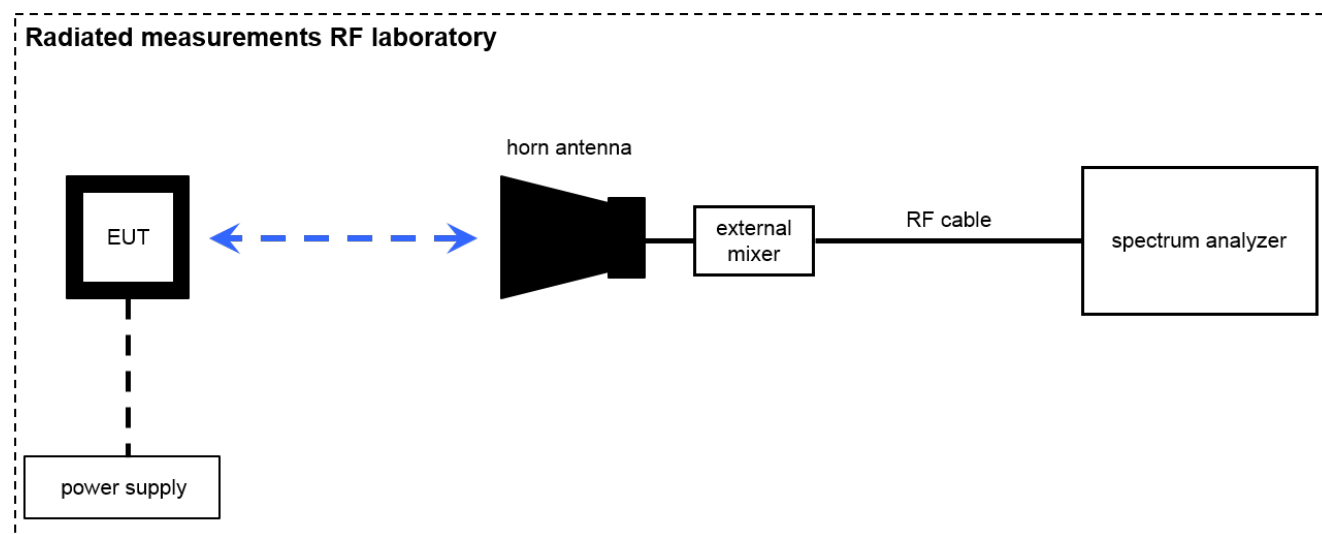 Radiated measurements RF laboratory
horn antenna
EUT
external
mixer
RF cable
spectrum analyzer
power supply